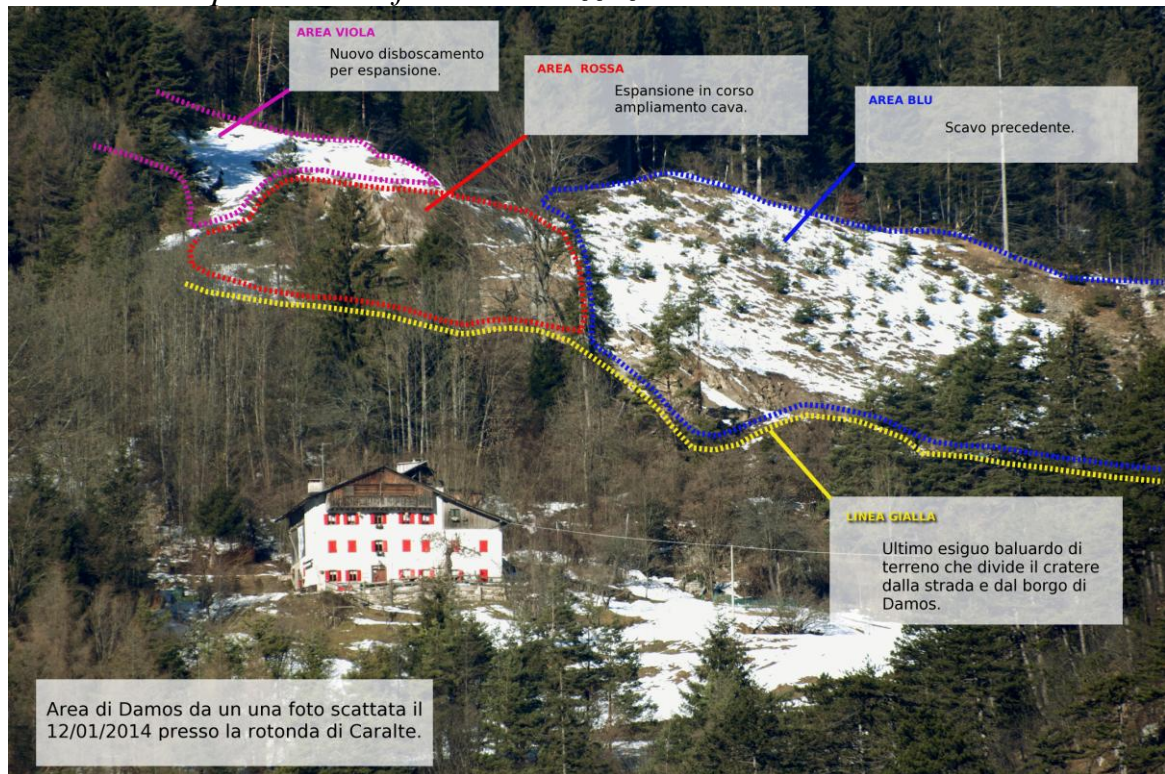 AREA VIOLA
Nuovo disboscamento
per espansione.
AREA ROSSA
Espansione in corso
ampliamento cava.
AREA BLU
Scavo precedente.
LINEA GIALLA
Ultimo esiguo baluardo di
terreno che divide il cratere
dalla strada e dal borgo di
Damos.
Area di Damos da un una foto scattata il
12/01/2014 presso la rotonda di Caralte.